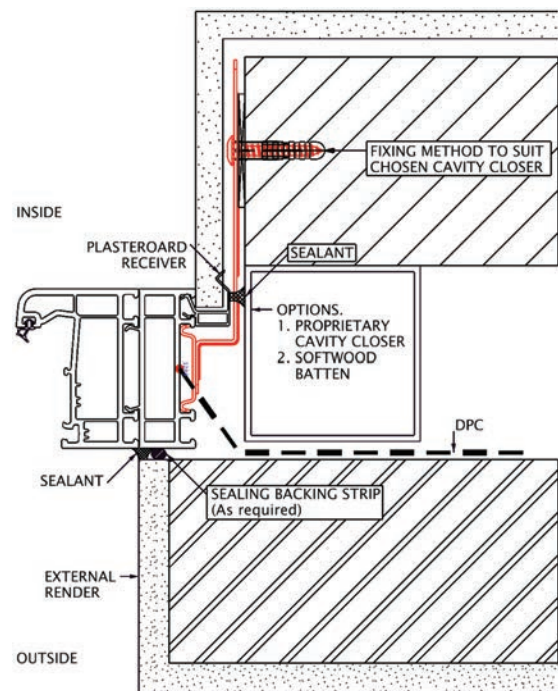 FIXING METHOD TO SUIT
CHOSEN CAVITY CLOSER
INSIDE
PLASTEROARD
RECEIVER
SEALANT
OPTIONS.
1. PROPRIETARY
CAVITY CLOSER
2. SOFTWOOD
BATTEN
DPC
SEALANT
SEALING BACKING STRIP
(As required)
EXTERNAL
RENDER
OUTSIDE